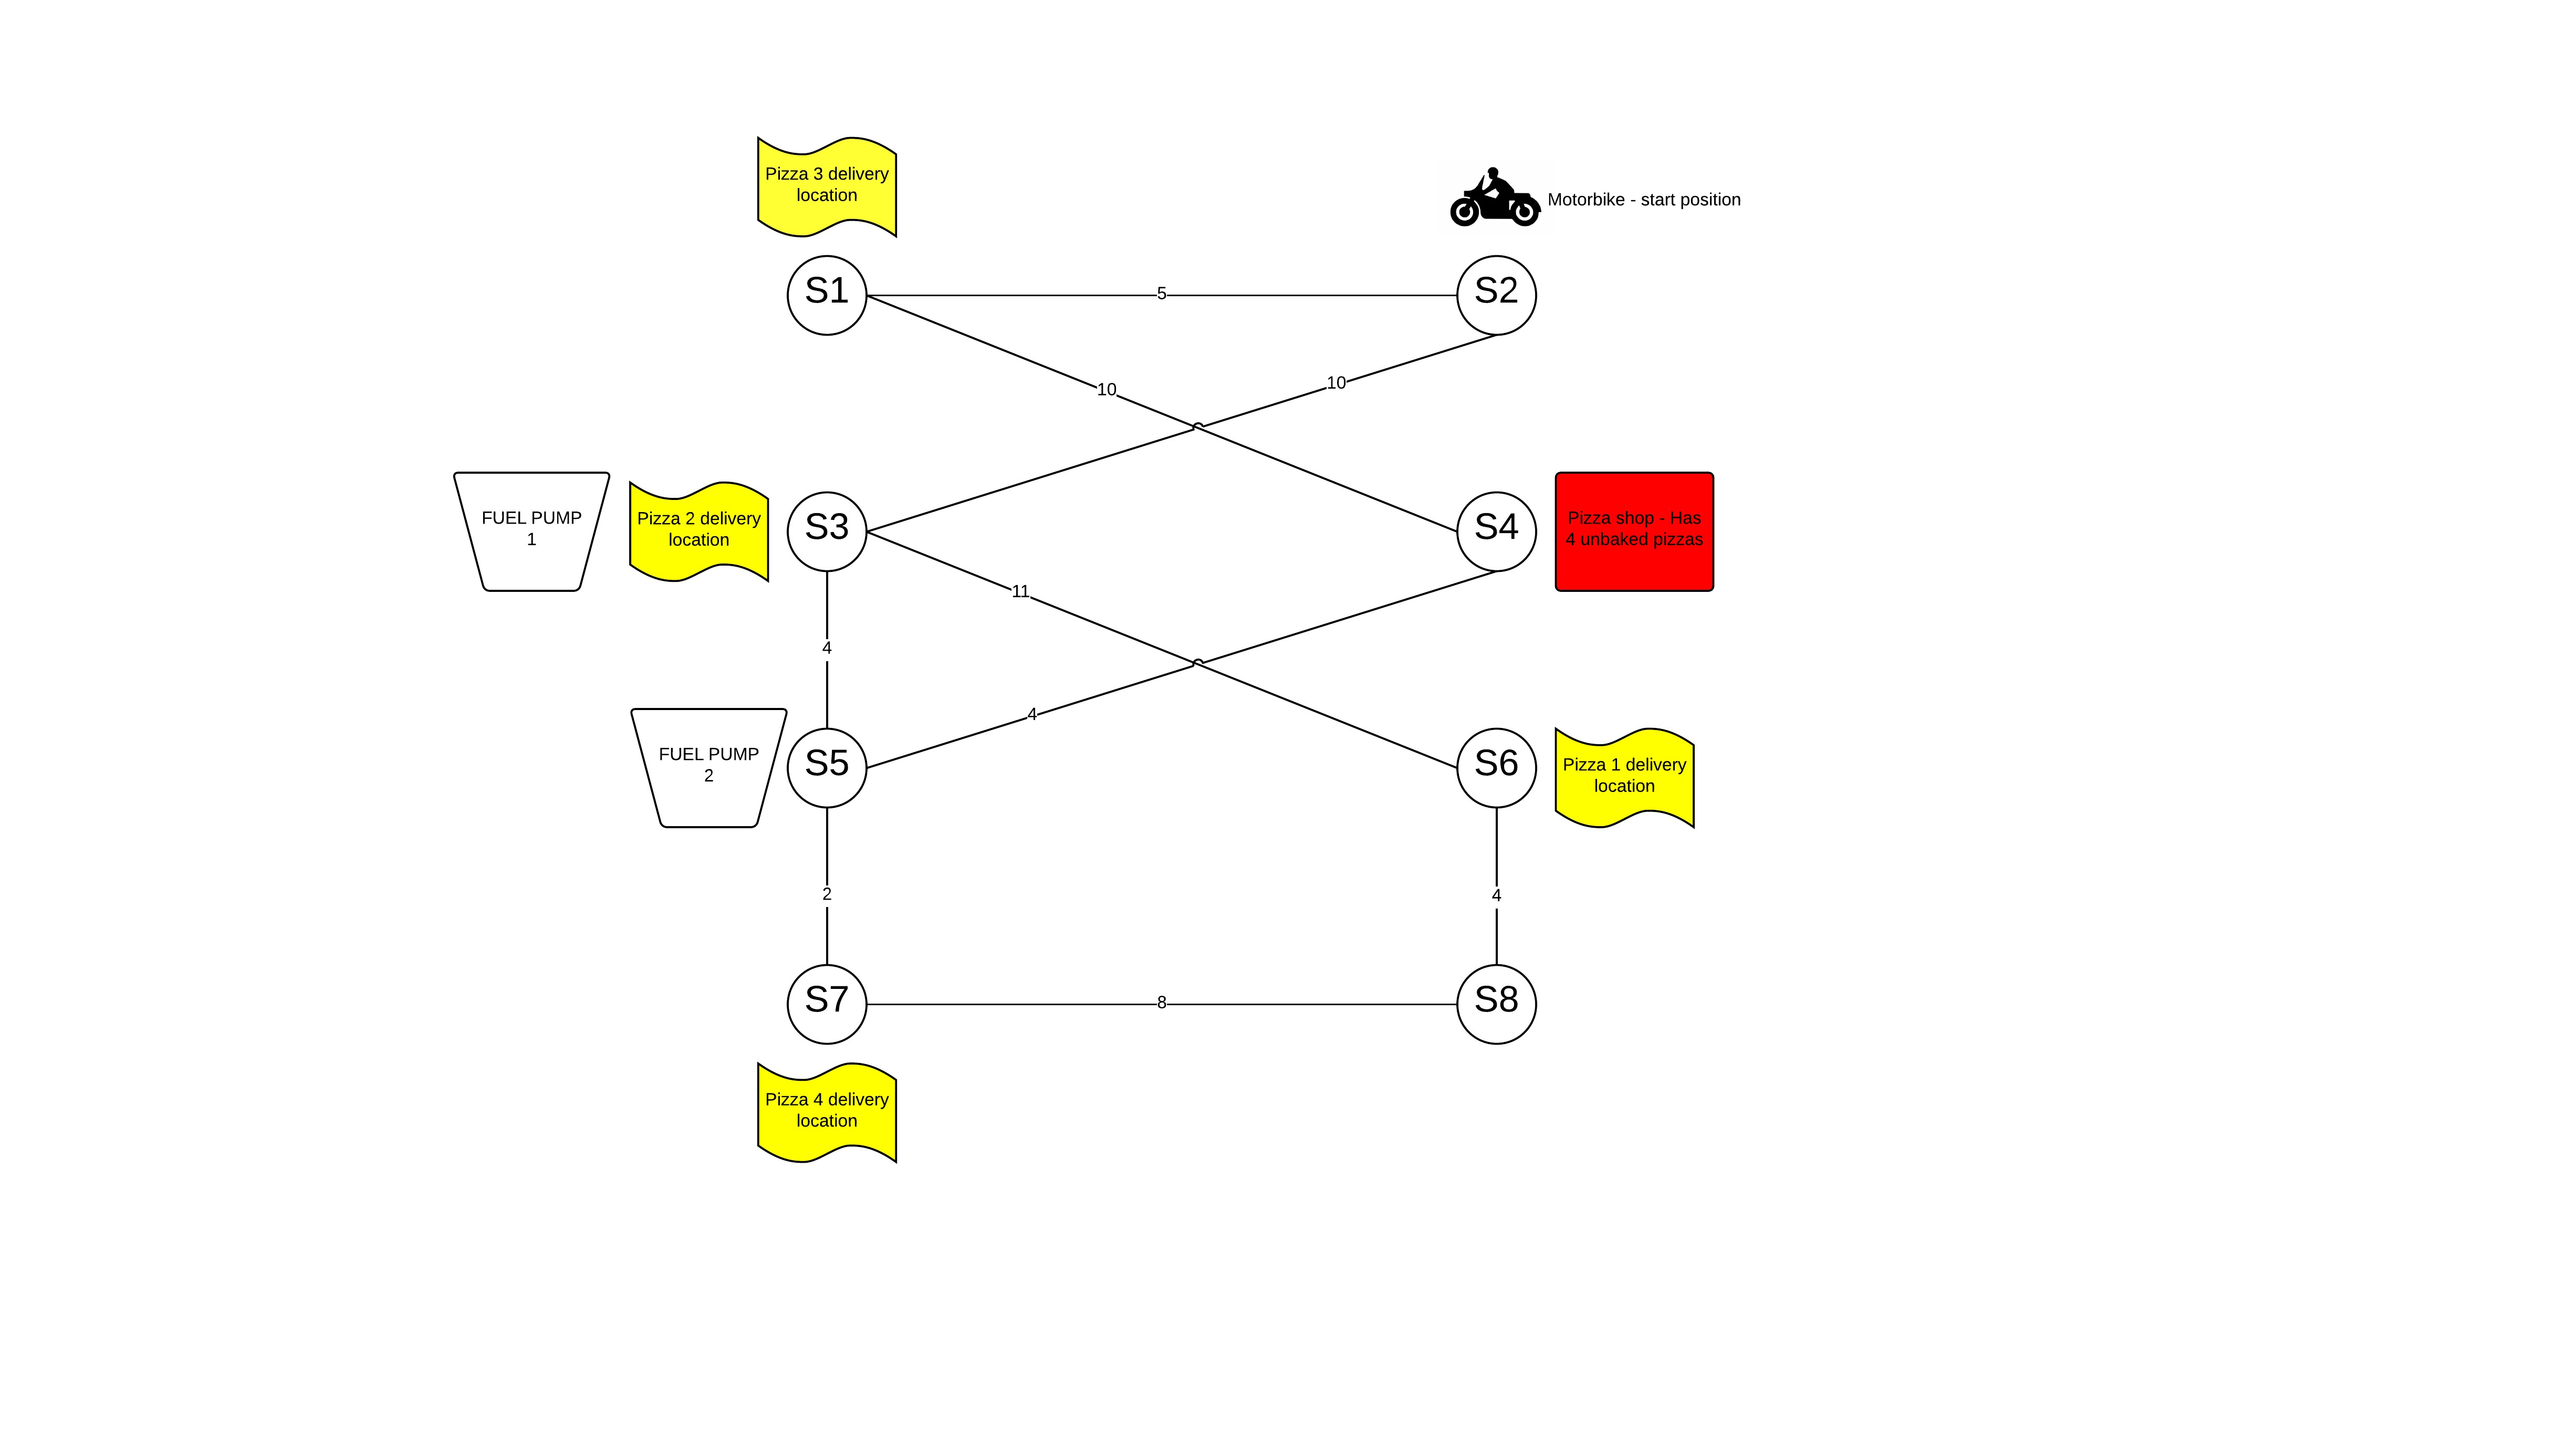 Pizza 3 delivery
location
Motorbike - start position
S1
5
S2
10
10
FUEL PUMP
1
Pizza 2 delivery
location
S3
S4
Pizza shop - Has
4 unbaked pizzas
11
4
4
FUEL PUMP
2
S5
S6
Pizza 1 delivery
location
2
4
S7
8
S8
Pizza 4 delivery
location